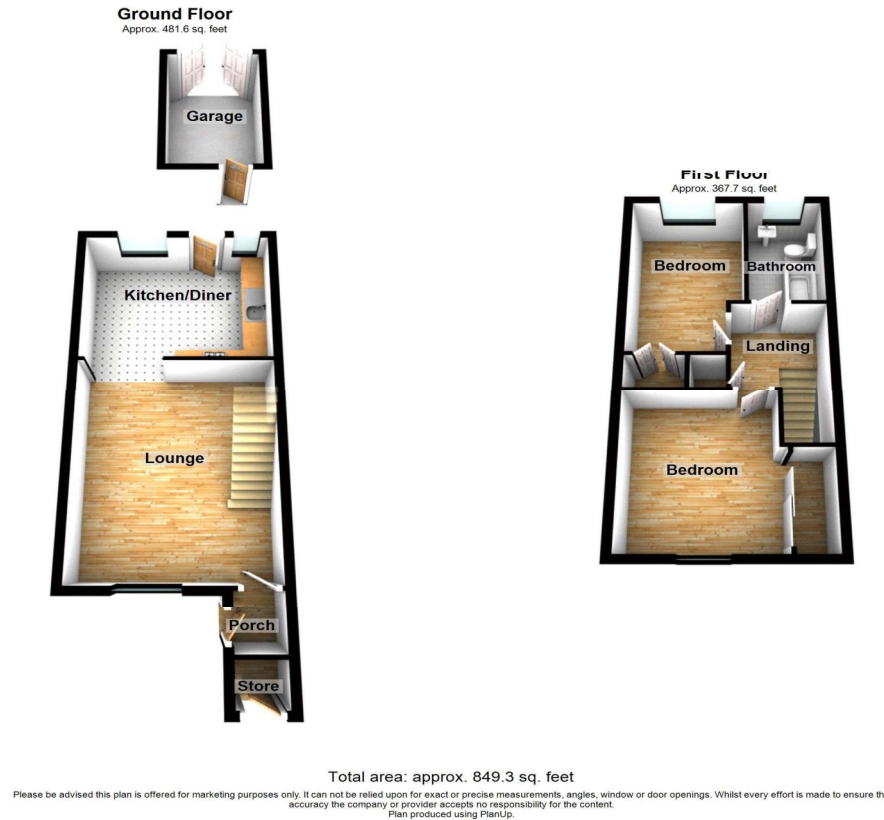 Ground Floor
Approx. 481.6 sq. feet
Garage
Kitchen/Diner
Lounge
Porch
Store
First Floor
Approx. 367.7 sq. feet
Bedroom
Bathroom
Landing
Bedroom
Total area: approx. 849.3 sq. feet
Please be advised this plan is offered for marketing purposes only. It can not be relied upon for exact or precise measurements, angles, window or door openings. Whilst every effort is made to ensure th
accuracy the company or provider accepts no responsibility for the content.
Plan produced using PlanUp.